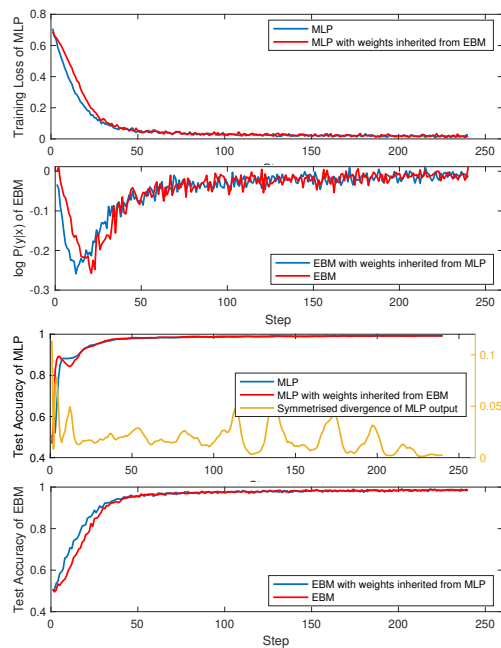 0.8
0.6
0.4
0.2
0
Training Loss of MLP
MLP
MLP with weights inherited from EBM
0 50 100 150 200 250
0
-0.1
-0.2
-0.3
log P(y|x) of EBM
EBM with weights inherited from MLP
EBM
0 50 100 150 200 250
Step
1
0.8
0.6
0.4
Test Accuracy of MLP
0.1
0.05
0
MLP
MLP with weights inherited from EBM
Symmetrised divergence of MLP output
0 50 100 150 200 250
1
0.8
0.6
0.4
Test Accuracy of EBM
EBM with weights inherited from MLP
EBM
0 50 100 150 200 250
Step